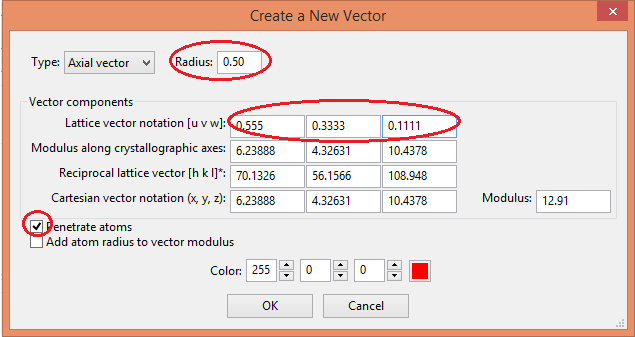 Create a New Vector
Type: Axial vector Radius: 0.50
Vector components
Lattice vector notation [u v w]: 0.555 0.3333 0.1111
Modulus along crystallographic axes: 6.23888 4.32631 10.4378
Reciprocal lattice vector [h k l]*: 70.1326 56.1566 108.948
Cartesian vector notation (x, y, z): 6.23888 4.32631 10.4378 Modulus: 12.91
Penetrate atoms
Add atom radius to vector modulus
Color: 255 0 0
OK Cancel